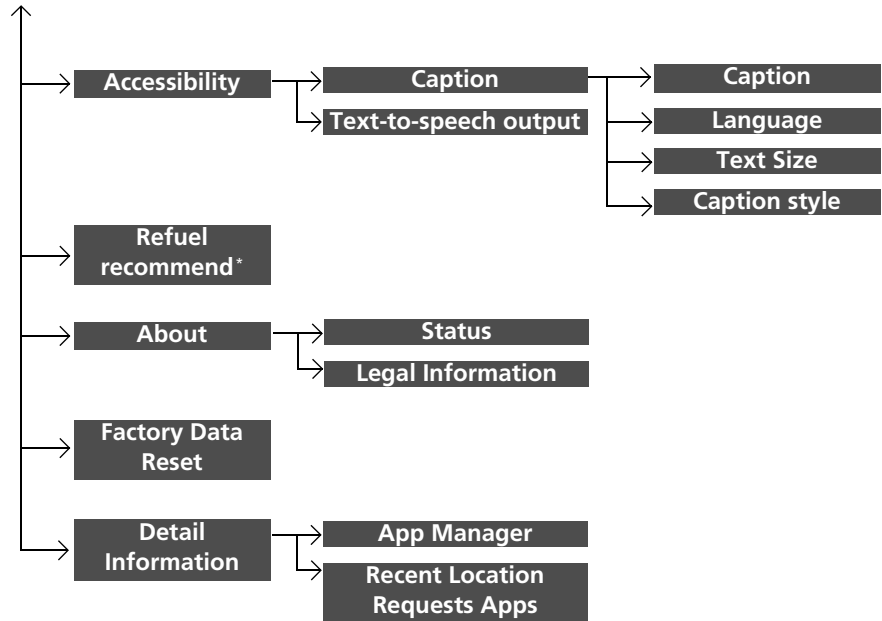 Accessibility
Caption
Text-to-speech output
Caption
Language
Text Size
Caption style
Refuel
recommend*
About
Status
Legal Information
Factory Data
Reset
Detail
Information
App Manager
Recent Location
Requests Apps